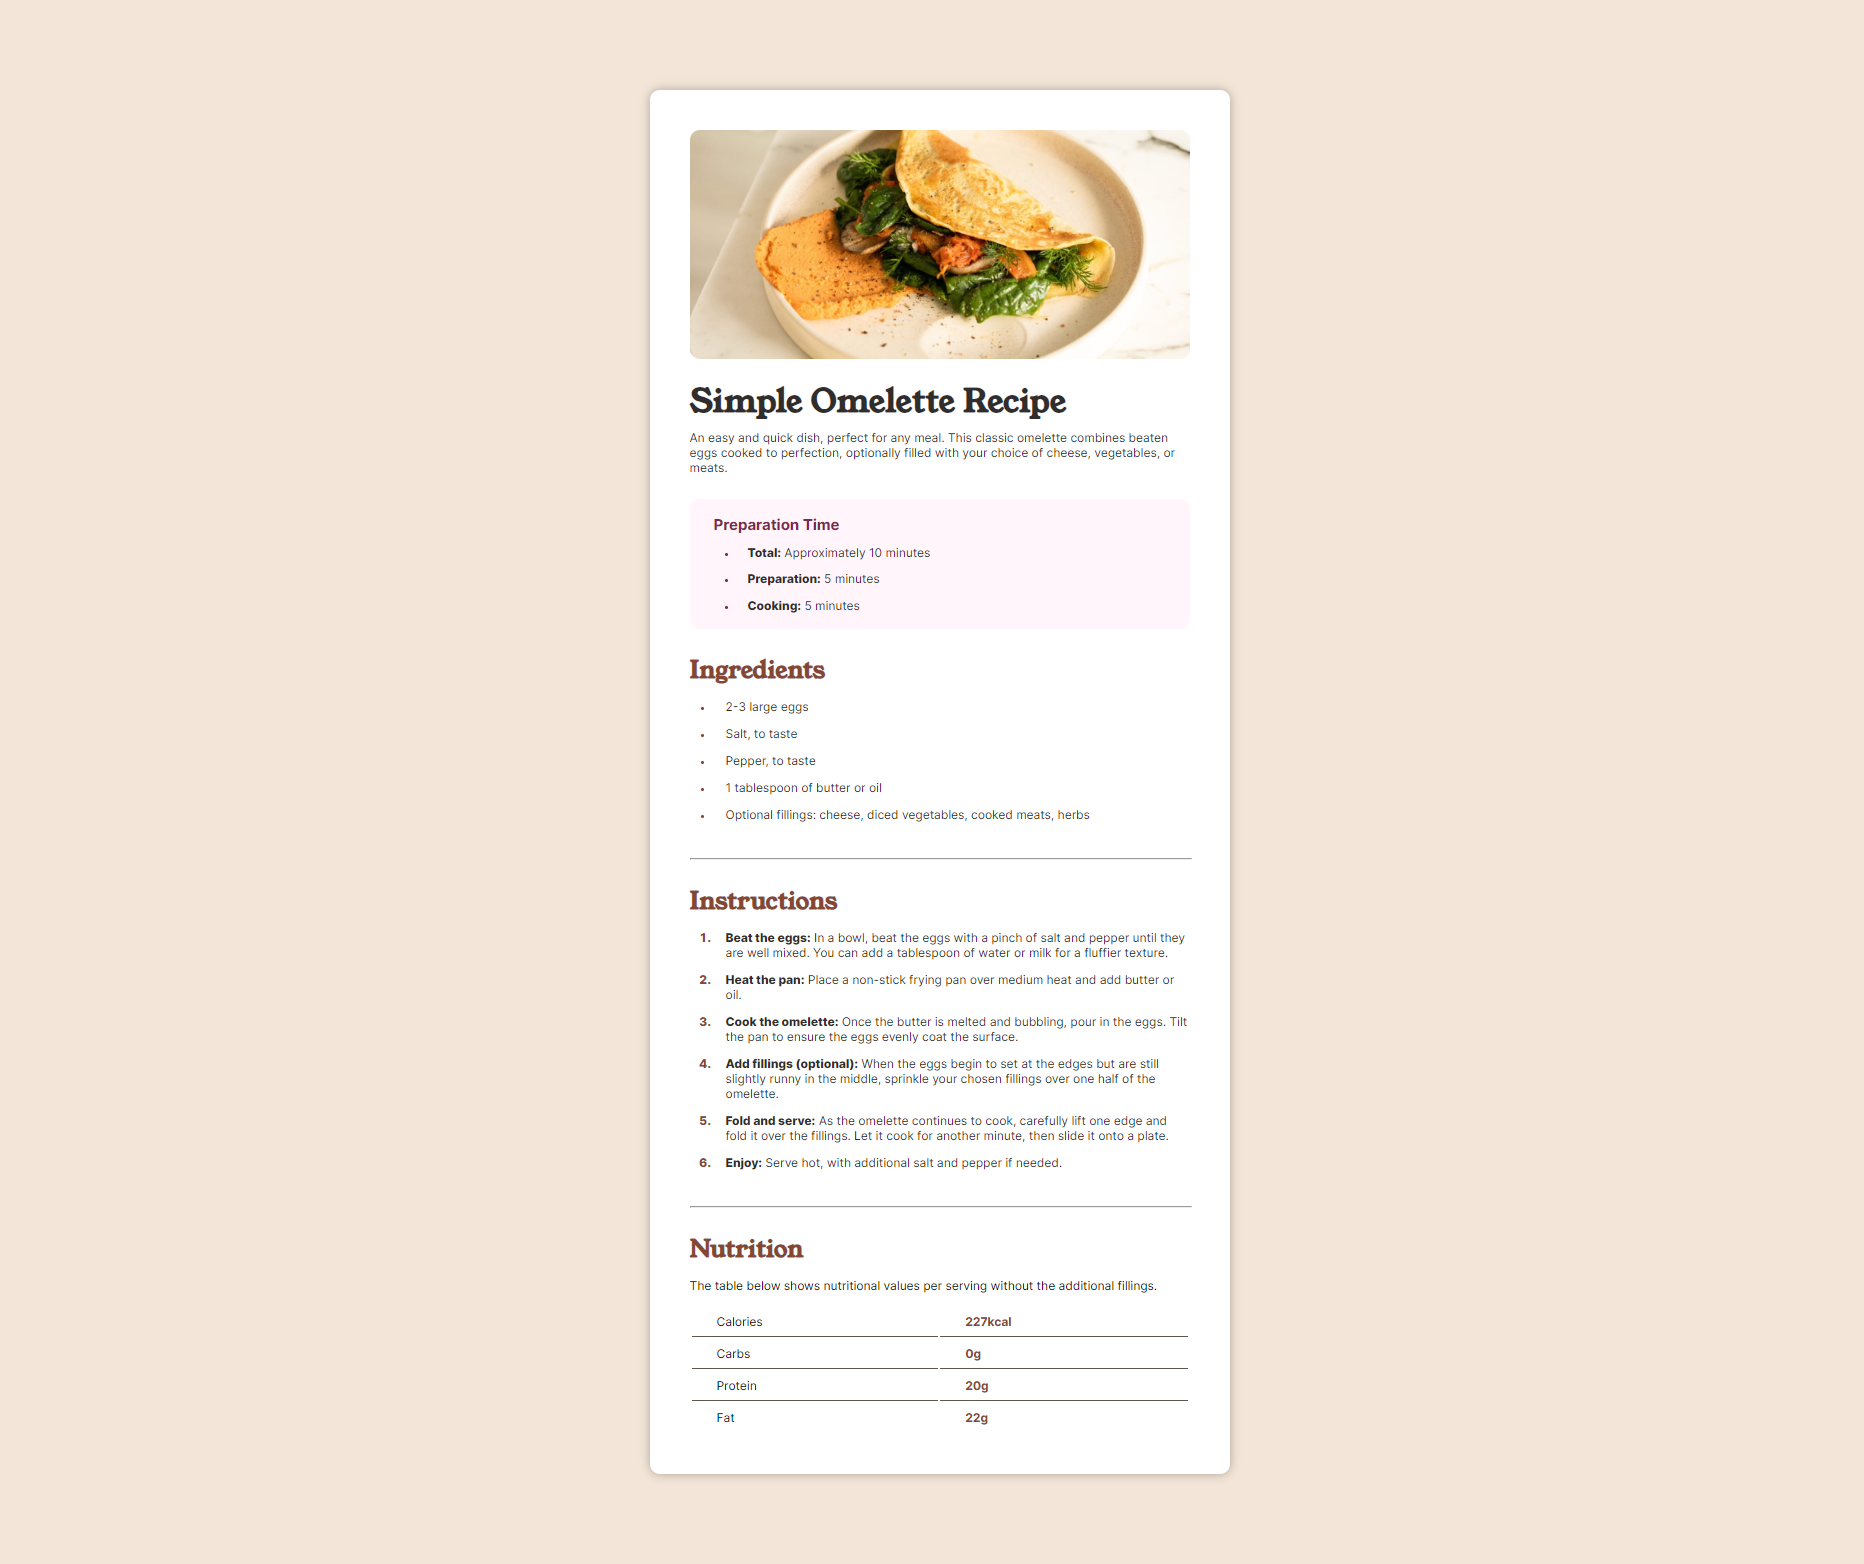 Simple Omelette Recipe
An easy and quick dish, perfect for any meal. This classic omelette combines beaten
eggs cooked to perfection, optionally filled with your choice of cheese, vegetables, or
meats.
Preparation Time
• Total: Approximately 10 minutes
• Preparation: 5 minutes
• Cooking: 5 minutes
Ingredients
• 2-3 large eggs
• Salt, to taste
• Pepper, to taste
• 1 tablespoon of butter or oil
• Optional fillings: cheese, diced vegetables, cooked meats, herbs
Instructions
1. Beat the eggs: In a bowl, beat the eggs with a pinch of salt and pepper until they
are well mixed. You can add a tablespoon of water or milk for a fluffier texture.
2. Heat the pan: Place a non-stick frying pan over medium heat and add butter or
oil.
3. Cook the omelette: Once the butter is melted and bubbling, pour in the eggs. Tilt
the pan to ensure the eggs evenly coat the surface.
4. Add fillings (optional): When the eggs begin to set at the edges but are still
slightly runny in the middle, sprinkle your chosen fillings over one half of the
omelette.
5. Fold and serve: As the omelette continues to cook, carefully lift one edge and
fold it over the fillings. Let it cook for another minute, then slide it onto a plate.
6. Enjoy: Serve hot, with additional salt and pepper if needed.
Nutrition
The table below shows nutritional values per serving without the additional fillings.
Calories 227kcal
Carbs 0g
Protein 20g
Fat 22g